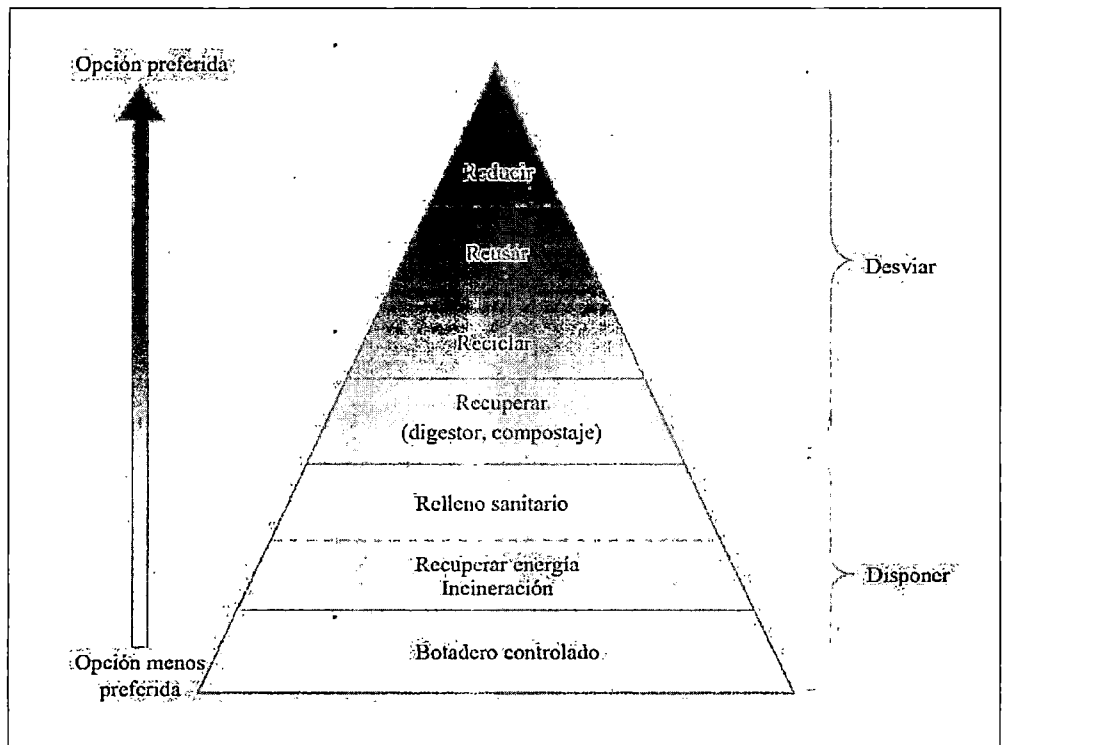 Opción preferida
Reducir
Reusar
Desviar
Reciclar
Recuperar
(digestor, compostaje)
Relleno sanitario
Recuperar energía
Incineración
Disponer
Botadero controlado
Opción menos
preferida